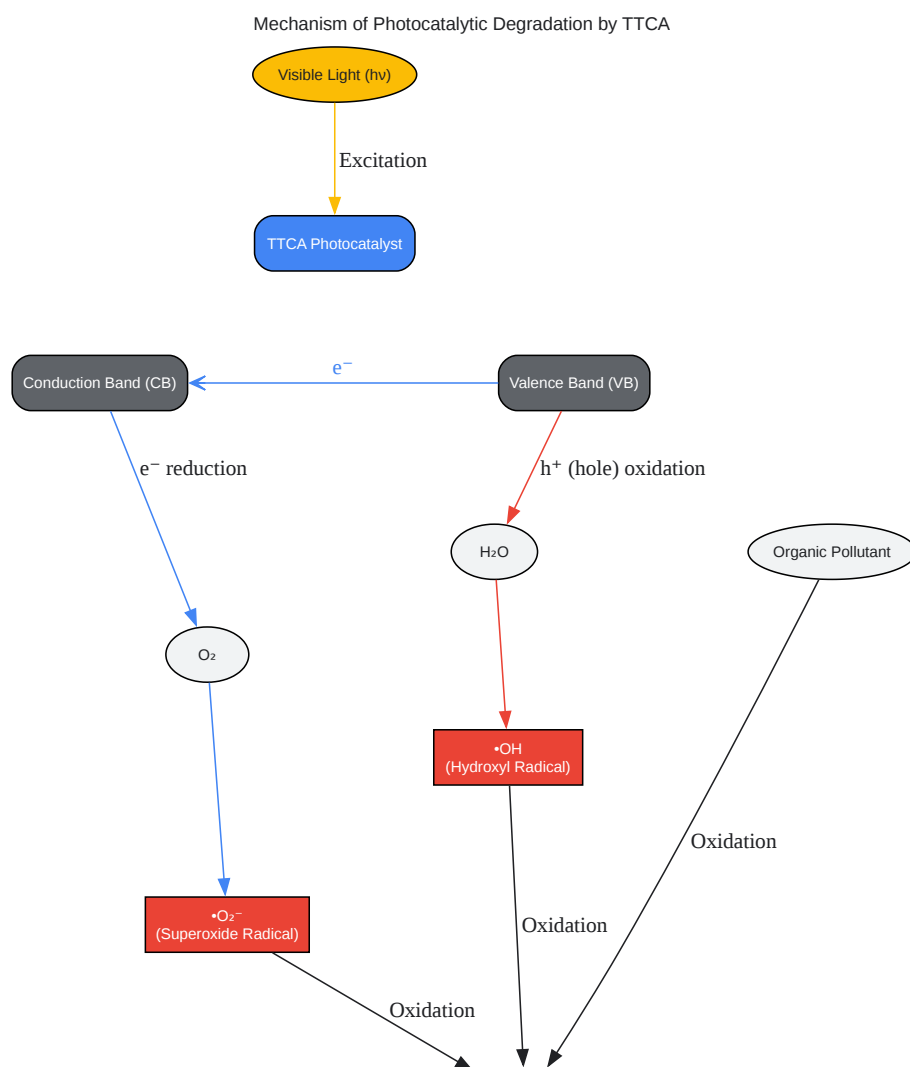 Mechanism of Photocatalytic Degradation by TTCA
Visible Light (hν)
Excitation
TTCA Photocatalyst
e⁻
Conduction Band (CB)
Valence Band (VB)
e⁻ reduction
h⁺ (hole) oxidation
H₂O
Organic Pollutant
O₂
•OH
(Hydroxyl Radical)
Oxidation
•O₂⁻
(Superoxide Radical)
Oxidation
Oxidation